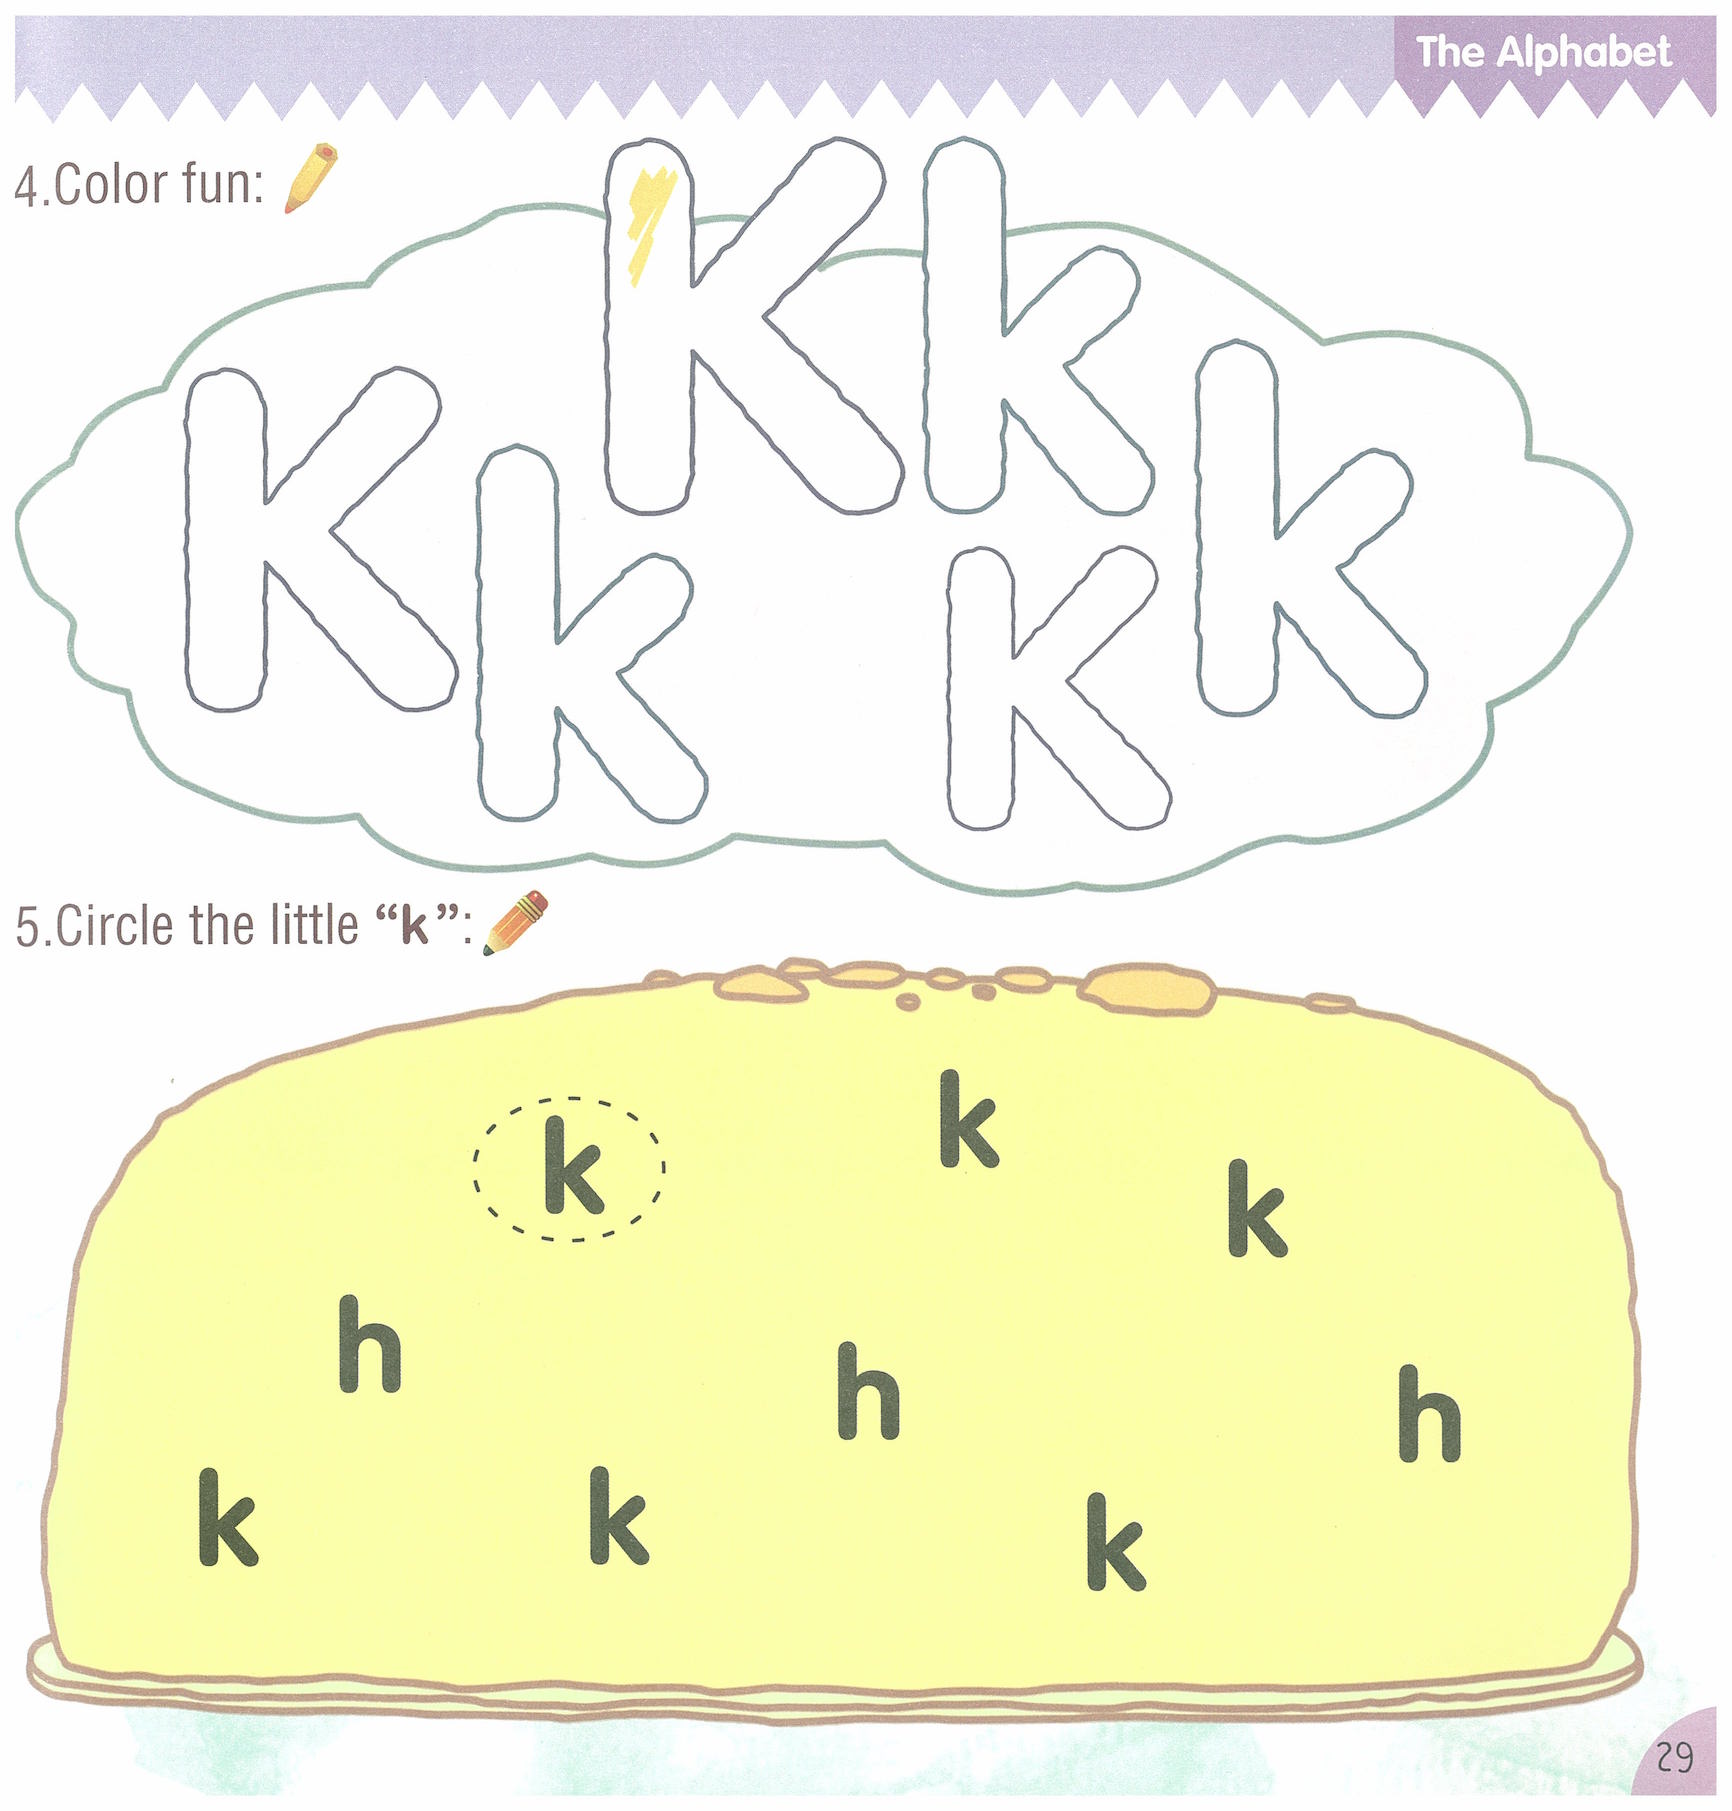 The Alphabet
4.Color fun:
K k
K k
k K
5.Circle the little “k”:
k k
k
h h h
k k k
29